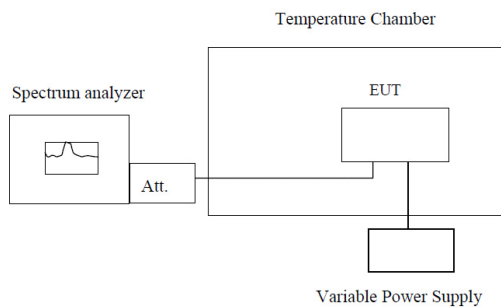 Temperature Chamber
Spectrum analyzer
EUT
Att.
Variable Power Supply